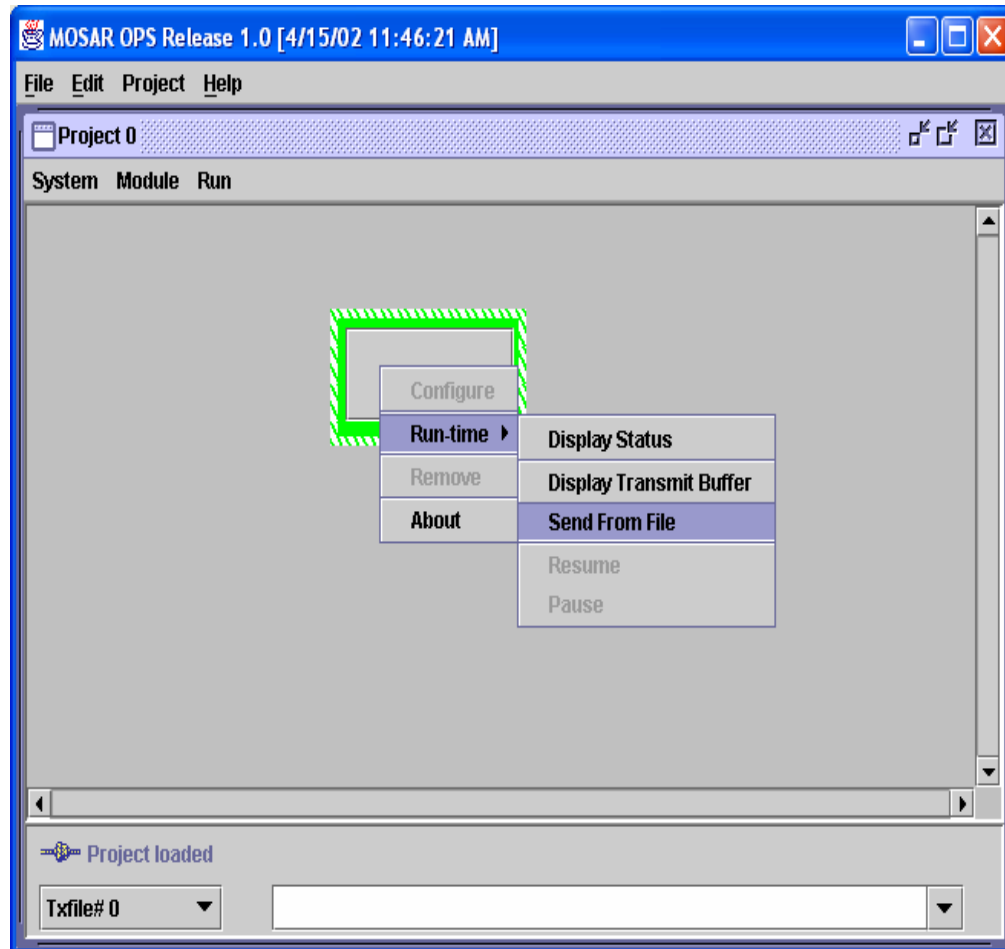 MOSAR OPS Release 1.0 [4/15/02 11:46:21 AM]
File Edit Project Help
Project 0
System Module Run
Configure
Run-time
Display Status
Remove
Display Transmit Buffer
About
Send From File
Resume
Pause
Project loaded
Txfile# 0